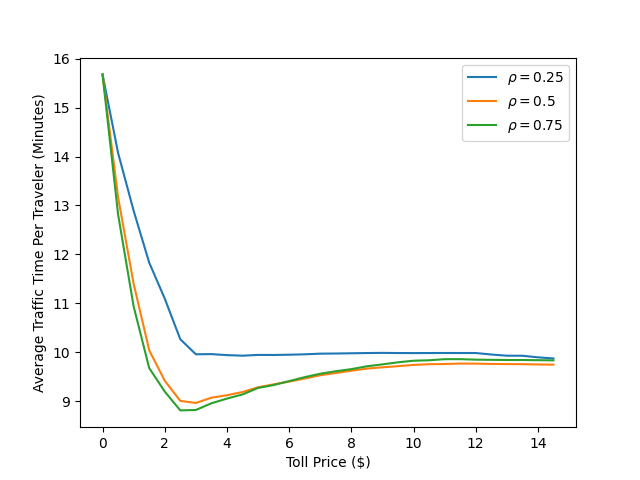 16
15
14
13
12
11
10
9
Average Traffic Time Per Traveler (Minutes)
ρ = 0.25
ρ = 0.5
ρ = 0.75
0 2 4 6 8 10 12 14
Toll Price ($)